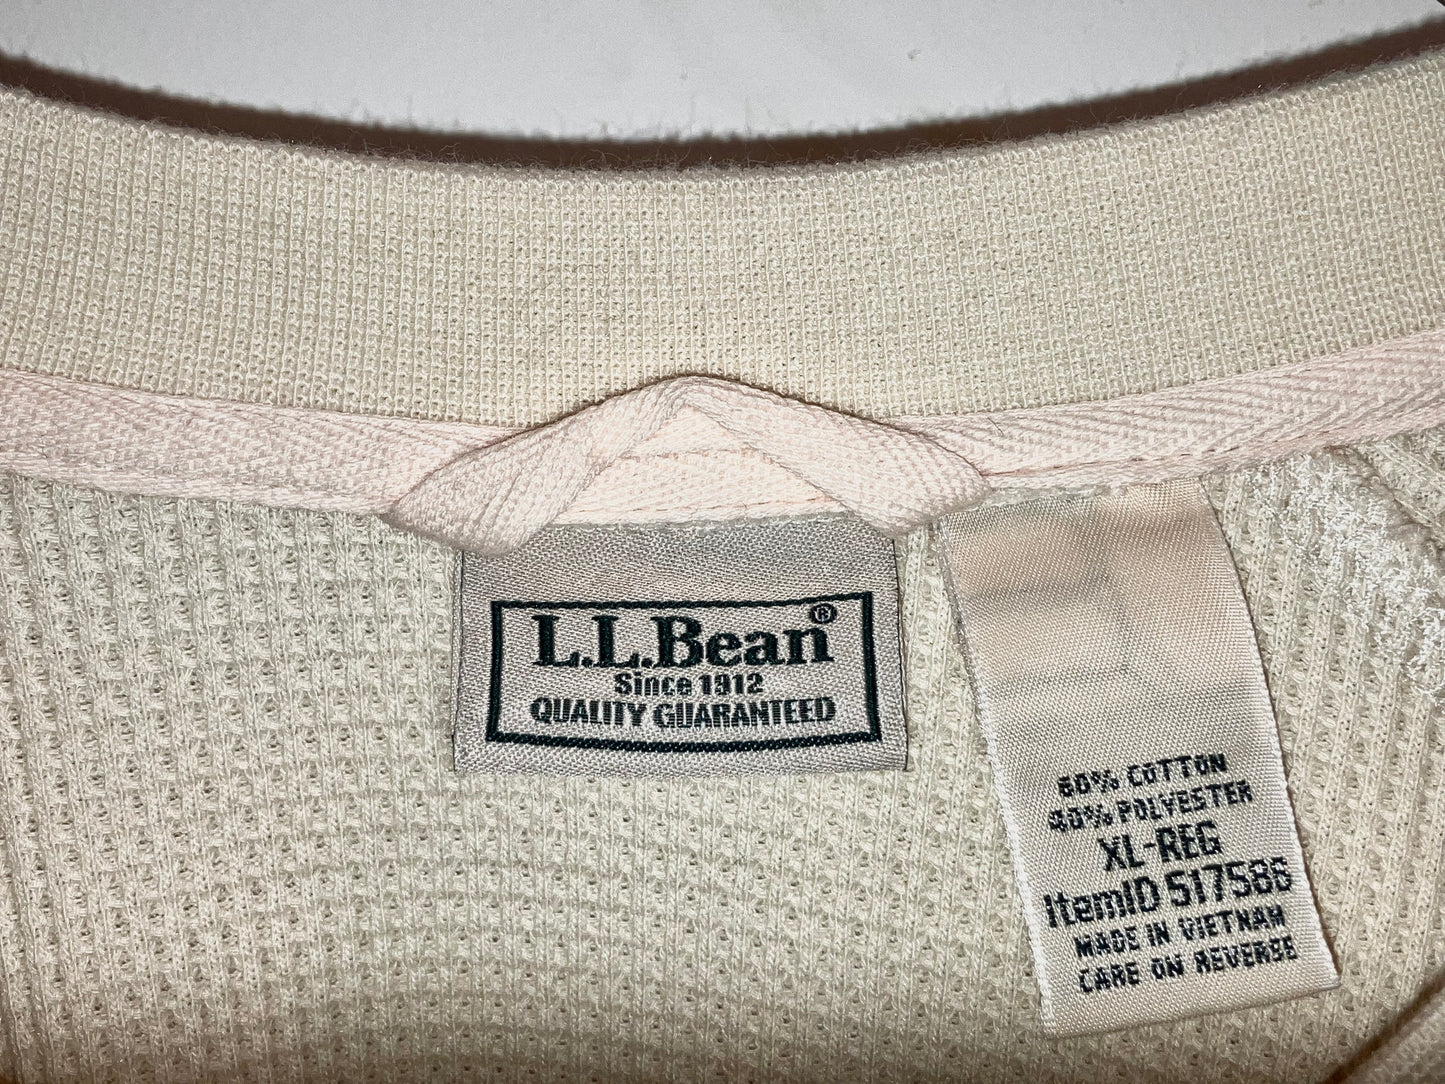 L.L.Bean®
Since 1912
QUALITY GUARANTEED
60% COTTON
40% POLYESTER
XL-REG
ItemID 517586
MADE IN VIETNAM
CARE ON REVERSE